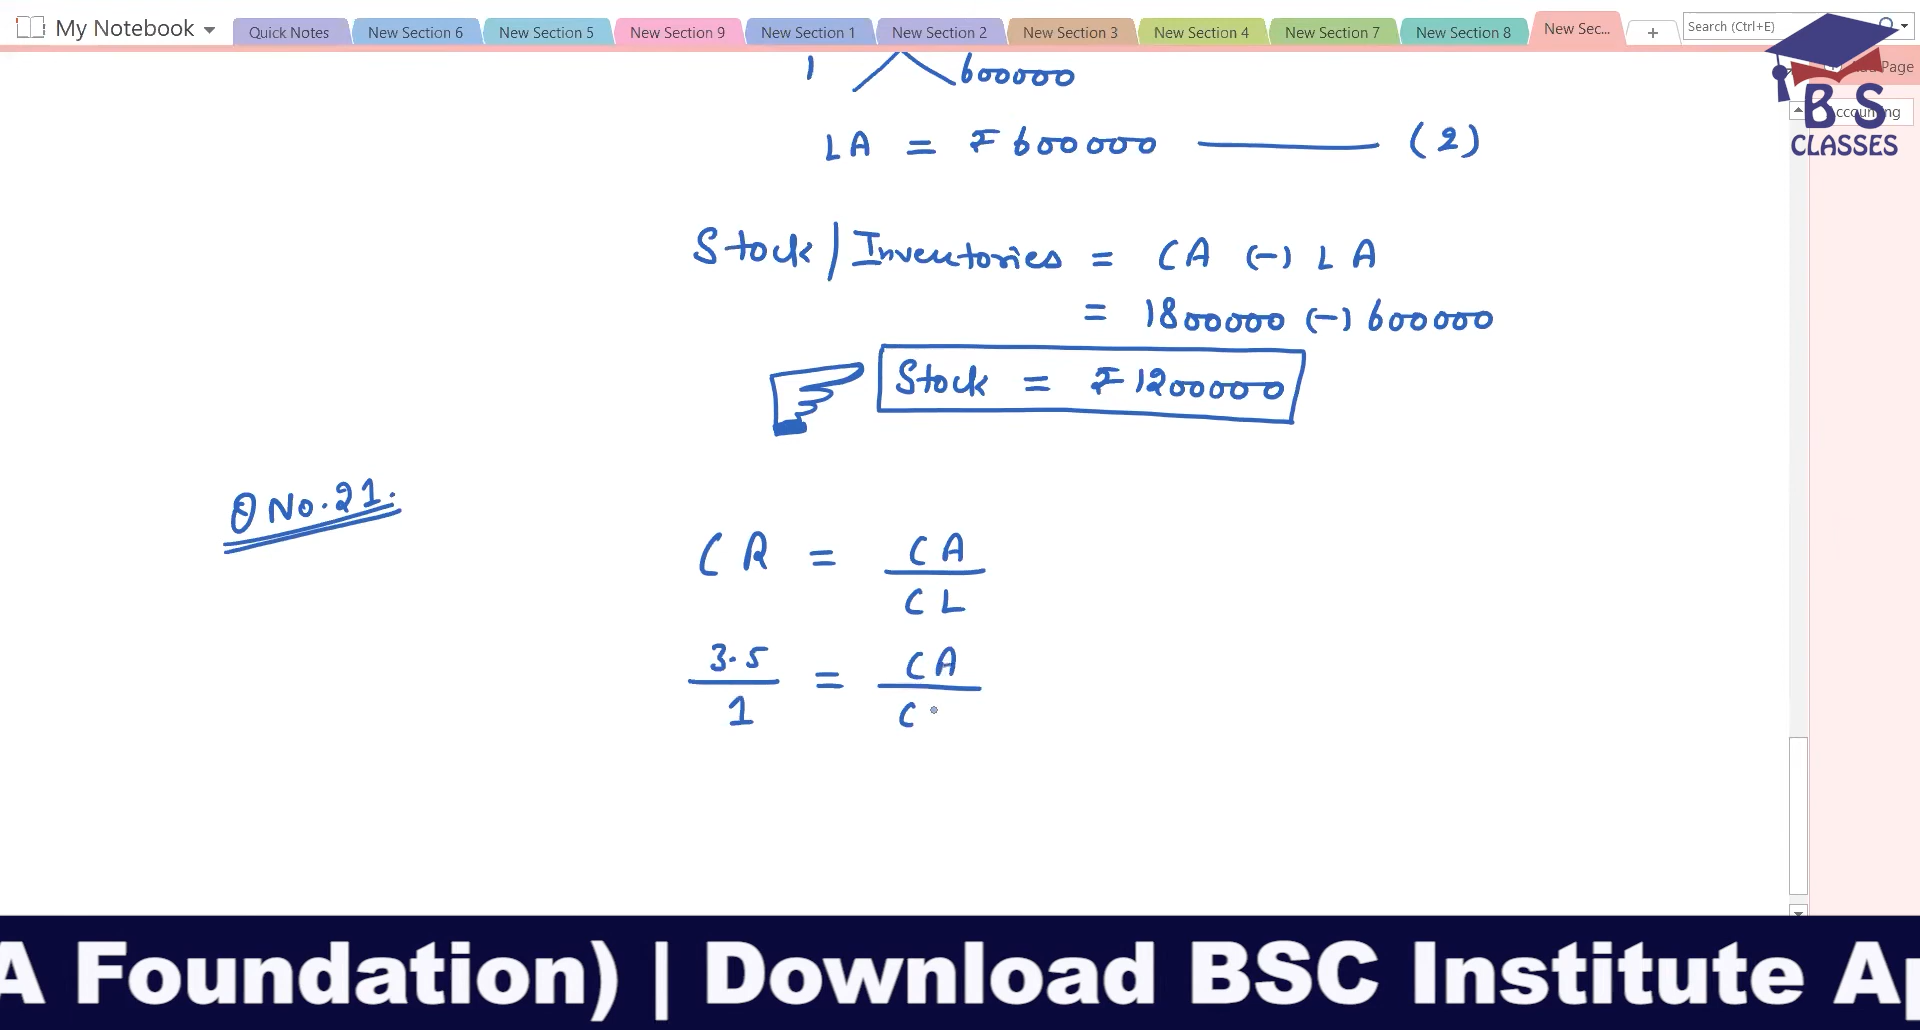 My Notebook
Quick Notes
New Section 6
New Section 5
New Section 9
New Section 1
New Section 2
New Section 3
New Section 4
New Section 7
New Section 8
New Sec...
+
Search (Ctrl+E)
Page
BS
CLASSES
1 600000
LA = ₹ 600000 (2)
Stock / Inventories = CA (-) LA
= 1800000 (-) 600000
Stock = ₹ 1200000
Q No. 21.
CR = CA
CL
3.5 = CA
1 C
A Foundation) | Download BSC Institute Ap